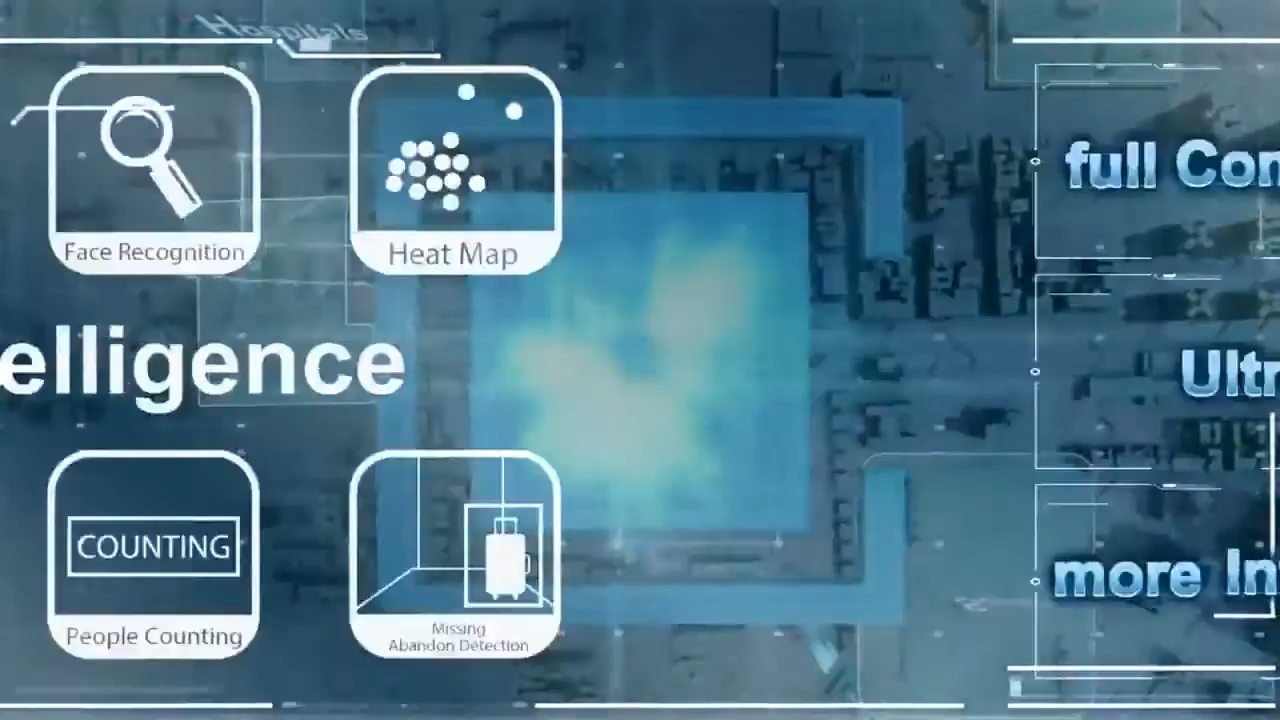 Hospitals
Face Recognition
Heat Map
elligence
COUNTING
People Counting
Missing
Abandon Detection
full Con
Ultr
more In